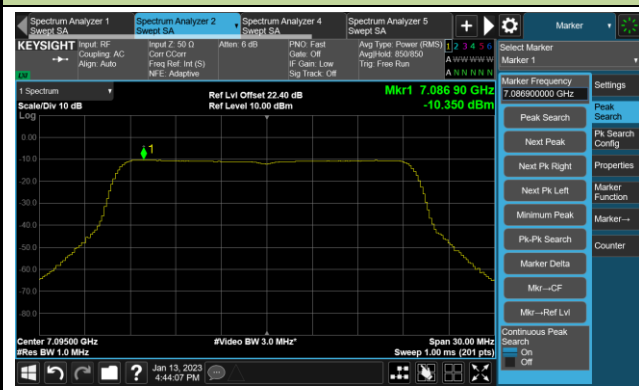 Spectrum Analyzer 1
Swept SA
Spectrum Analyzer 2
Swept SA
Spectrum Analyzer 4
Swept SA
Spectrum Analyzer 5
Swept SA
Marker
KEYSIGHT
Input: RF
Coupling: AC
Align: Auto
Input Z: 50 Ω
Corr CCorr
Freq Ref: Int (S)
NFE: Adaptive
Atten: 6 dB
PNO: Fast
Gate: Off
IF Gain: Low
Sig Track: Off
Avg Type: Power (RMS)
Avg|Hold: 850/850
Trig: Free Run
1 2 3 4 5 6
A W W W W W
A N N N N N
Select Marker
Marker 1
1 Spectrum
Scale/Div 10 dB
Log
Ref Lvl Offset 22.40 dB
Ref Level 10.00 dBm
Mkr1 7.086 90 GHz
-10.350 dBm
1
0.00
-10.0
-20.0
-30.0
-40.0
-50.0
-60.0
-70.0
-80.0
Center 7.09500 GHz
#Res BW 1.0 MHz
#Video BW 3.0 MHz*
Span 30.00 MHz
Sweep 1.00 ms (201 pts)
Marker Frequency
7.086900000 GHz
Peak Search
Next Peak
Next Pk Right
Next Pk Left
Minimum Peak
Pk-Pk Search
Marker Delta
Mkr→CF
Mkr→Ref Lvl
Continuous Peak
Search
On
Off
Settings
Peak
Search
Pk Search
Config
Properties
Marker
Function
Marker→
Counter
?
Jan 13, 2023
4:44:07 PM